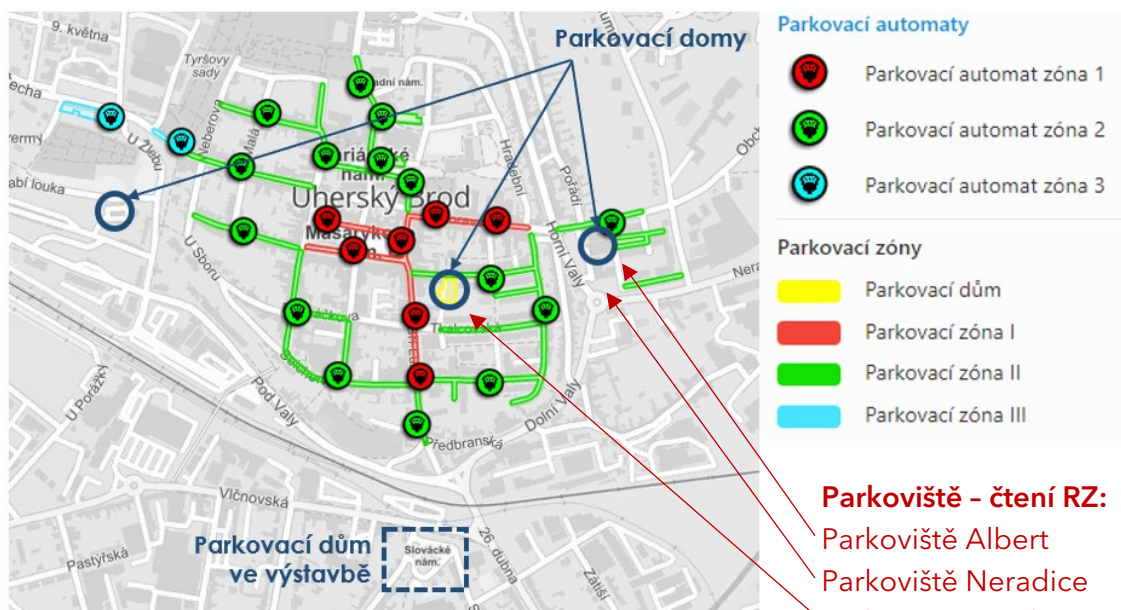 9. května
Tyršovy
sady
Parkovací domy
Hradební
Pořádí
U Žlebu
Malá
Uherský Brod
Horní Valy
U Sboru
U Porážky
Pod Valy
Dolní Valy
Předbranská
Vlčnovská
Pastýřská
Parkovací dům
ve výstavbě
Slovácké
nám.
26. dubna
Zátiší
Parkovací automaty
Parkovací automat zóna 1
Parkovací automat zóna 2
Parkovací automat zóna 3
Parkovací zóny
Parkovací dům
Parkovací zóna I
Parkovací zóna II
Parkovací zóna III
Parkoviště – čtení RZ:
Parkoviště Albert
Parkoviště Neradice